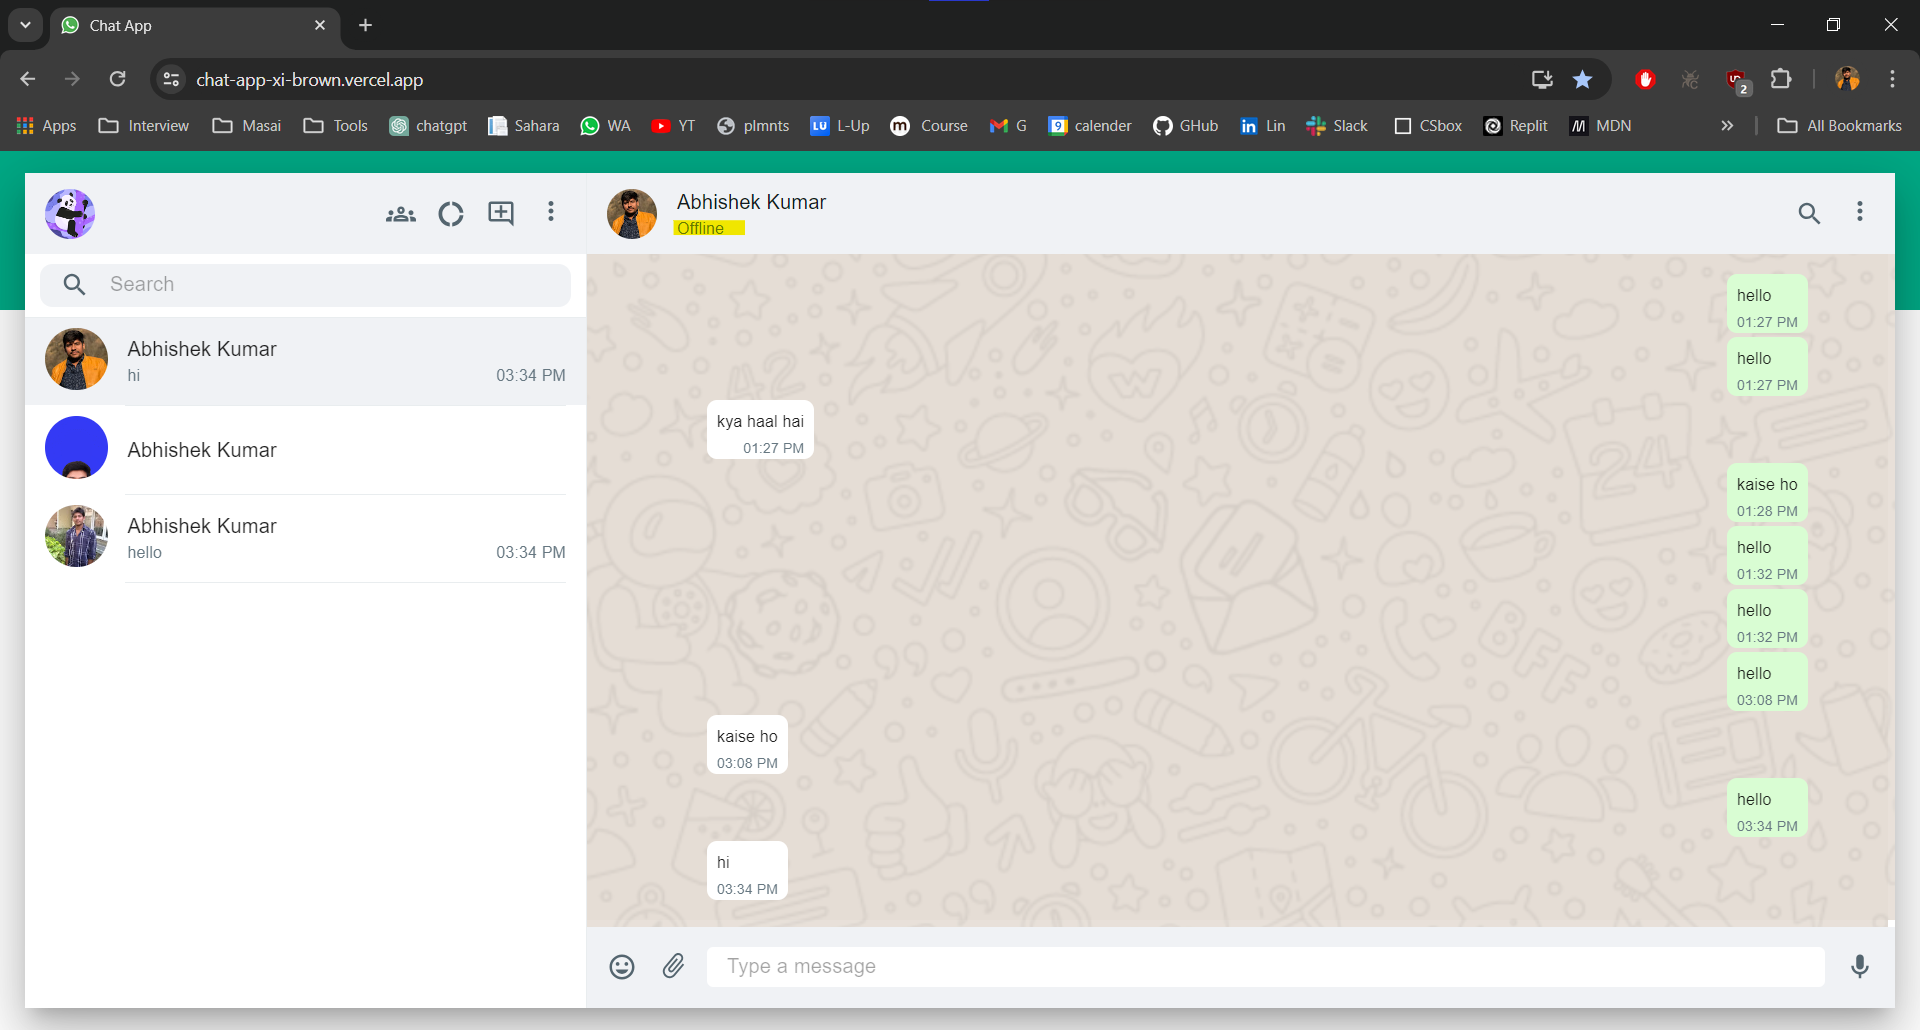 Chat App
chat-app-xi-brown.vercel.app
2
Apps Interview Masai Tools chatgpt Sahara WA YT plmnts L-Up Course G calender GHub Lin Slack CSbox Replit MDN All Bookmarks
Search
Abhishek Kumar
hi 03:34 PM
Abhishek Kumar
Abhishek Kumar
hello 03:34 PM
Abhishek Kumar
Offline
hello
01:27 PM
hello
01:27 PM
kya haal hai
01:27 PM
kaise ho
01:28 PM
hello
01:32 PM
hello
01:32 PM
hello
03:08 PM
kaise ho
03:08 PM
hello
03:34 PM
hi
03:34 PM
Type a message